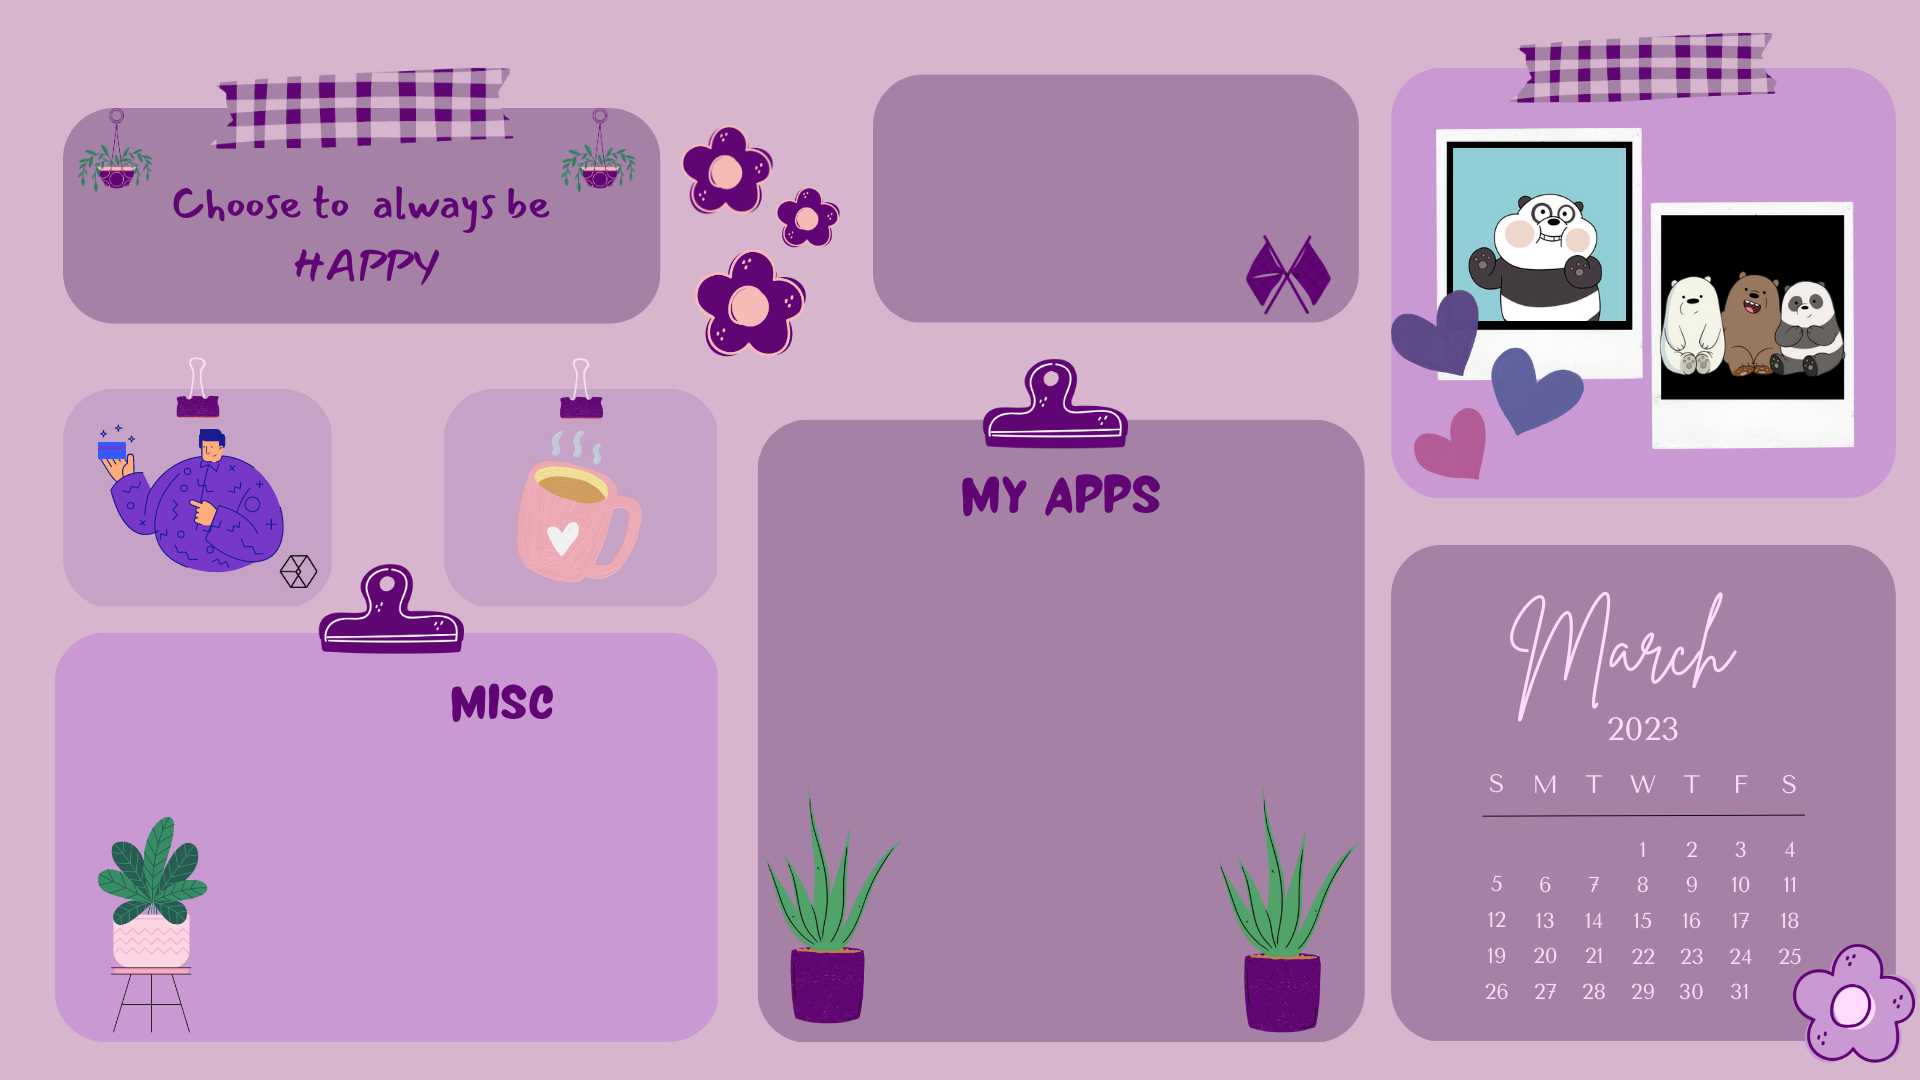 Choose to always be
HAPPY
MISC
MY APPS
March
2023
S M T W T F S
1 2 3 4
5 6 7 8 9 10 11
12 13 14 15 16 17 18
19 20 21 22 23 24 25
26 27 28 29 30 31